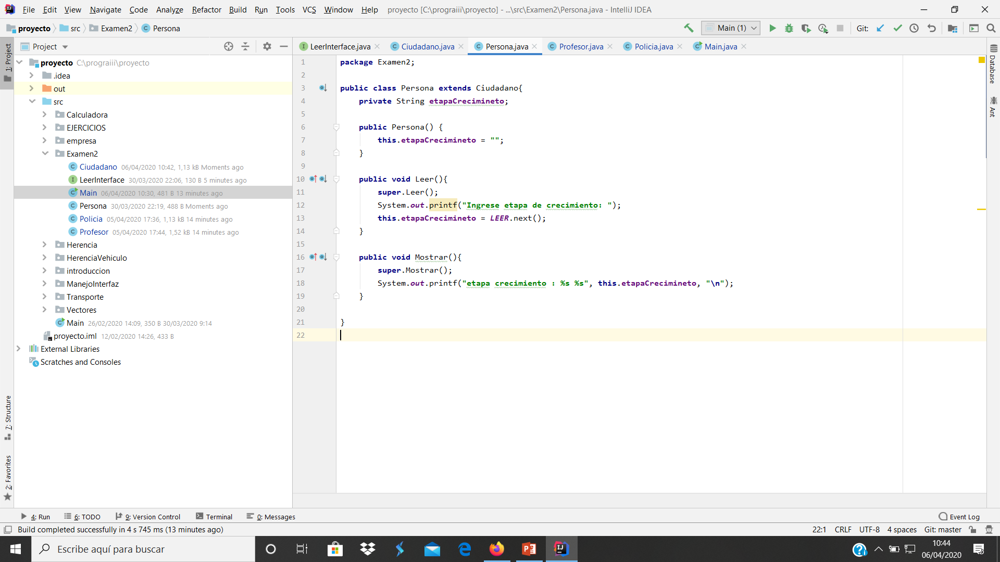 File Edit View Navigate Code Analyze Refactor Build Run Tools VCS Window Help proyecto [C:\prograiii\proyecto] - ...\src\Examen2\Persona.java - IntelliJ IDEA
proyecto src Examen2 Persona Main (1) Git:
1: Project
Project
proyecto C:\prograiii\proyecto
.idea
out
src
Calculadora
EJERCICIOS
empresa
Examen2
Ciudadano 06/04/2020 10:42, 1,13 kB Moments ago
LeerInterface 30/03/2020 22:06, 130 B 5 minutes ago
Main 06/04/2020 10:30, 481 B 13 minutes ago
Persona 30/03/2020 22:19, 488 B Moments ago
Policia 05/04/2020 17:36, 1,13 kB 14 minutes ago
Profesor 05/04/2020 17:44, 1,52 kB 14 minutes ago
Herencia
HerenciaVehiculo
introduccion
ManejoInterfaz
Transporte
Vectores
Main 26/02/2020 14:09, 350 B 30/03/2020 9:14
proyecto.iml 12/02/2020 14:26, 433 B
External Libraries
Scratches and Consoles
7: Structure
2: Favorites
LeerInterface.java Ciudadano.java Persona.java Profesor.java Policia.java Main.java
1 package Examen2;
2
3 public class Persona extends Ciudadano{
4 private String etapaCrecimineto;
5
6 public Persona() {
7 this.etapaCrecimineto = "";
8 }
9
10 public void Leer(){
11 super.Leer();
12 System.out.printf("Ingrese etapa de crecimiento: ");
13 this.etapaCrecimineto = LEER.next();
14 }
15
16 public void Mostrar(){
17 super.Mostrar();
18 System.out.printf("etapa crecimiento : %s %s", this.etapaCrecimineto, "\n");
19 }
20
21 }
22
Database
Ant
4: Run 6: TODO 9: Version Control Terminal 0: Messages Event Log
Build completed successfully in 4 s 745 ms (13 minutes ago) 22:1 CRLF UTF-8 4 spaces Git: master
Escribe aquí para buscar
10:44
06/04/2020